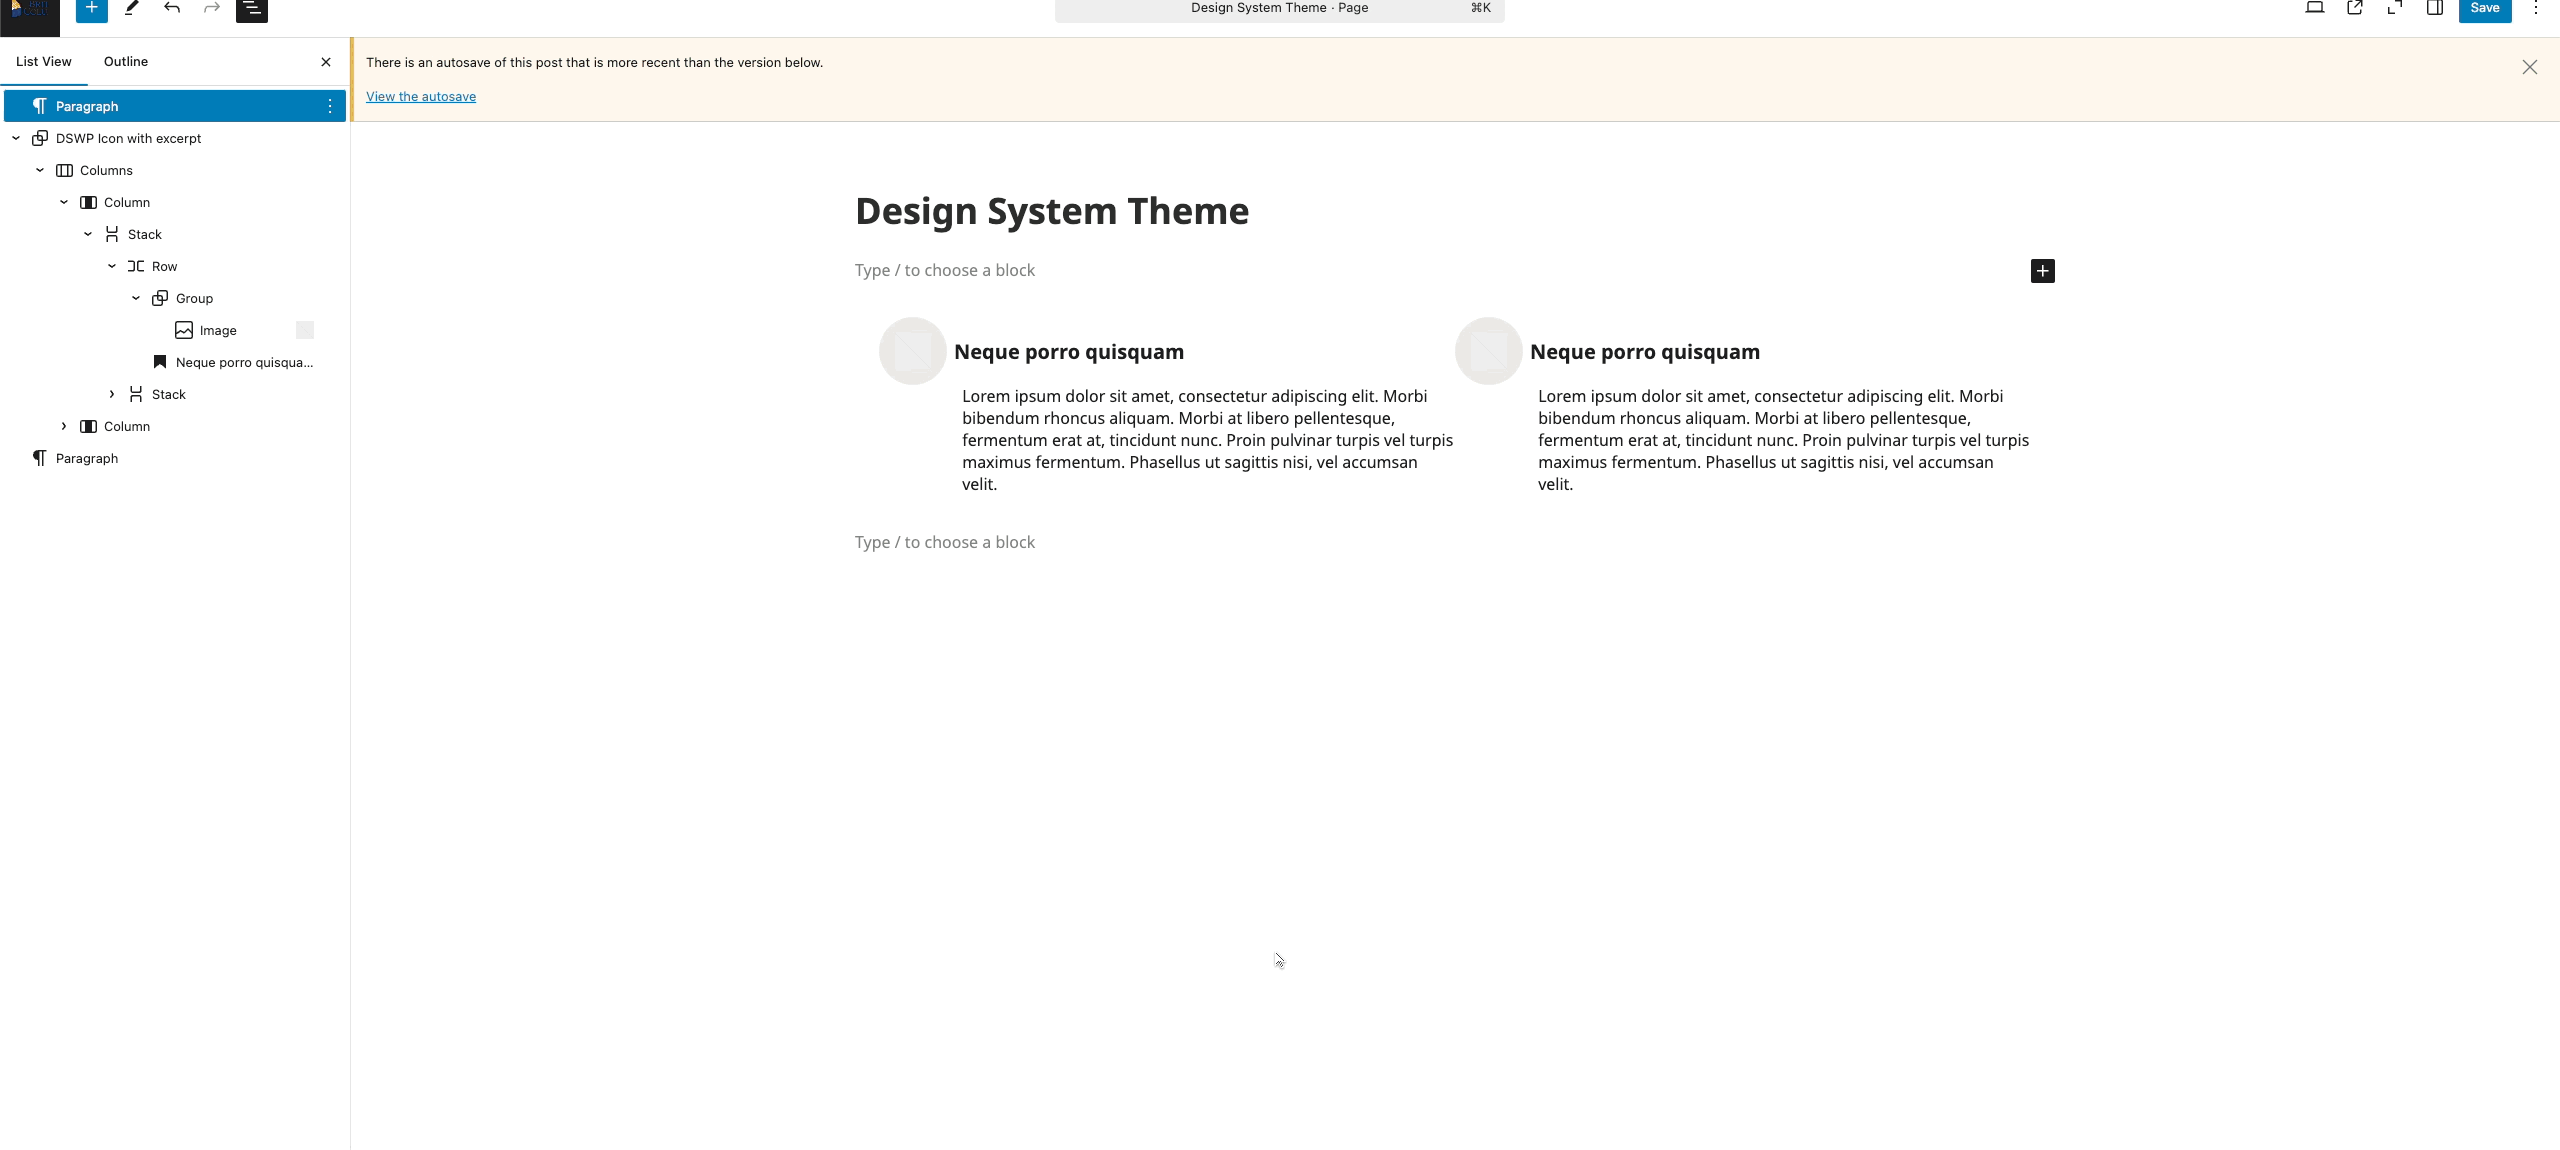 Design System Theme · Page
⌘K
Save
List View
Outline
There is an autosave of this post that is more recent than the version below.
View the autosave
Paragraph
DSWP Icon with excerpt
Columns
Column
Stack
Row
Group
Image
Neque porro quisqua...
Stack
Column
Paragraph
Design System Theme
Type / to choose a block
Neque porro quisquam
Lorem ipsum dolor sit amet, consectetur adipiscing elit. Morbi
bibendum rhoncus aliquam. Morbi at libero pellentesque,
fermentum erat at, tincidunt nunc. Proin pulvinar turpis vel turpis
maximus fermentum. Phasellus ut sagittis nisi, vel accumsan
velit.
Neque porro quisquam
Lorem ipsum dolor sit amet, consectetur adipiscing elit. Morbi
bibendum rhoncus aliquam. Morbi at libero pellentesque,
fermentum erat at, tincidunt nunc. Proin pulvinar turpis vel turpis
maximus fermentum. Phasellus ut sagittis nisi, vel accumsan
velit.
Type / to choose a block